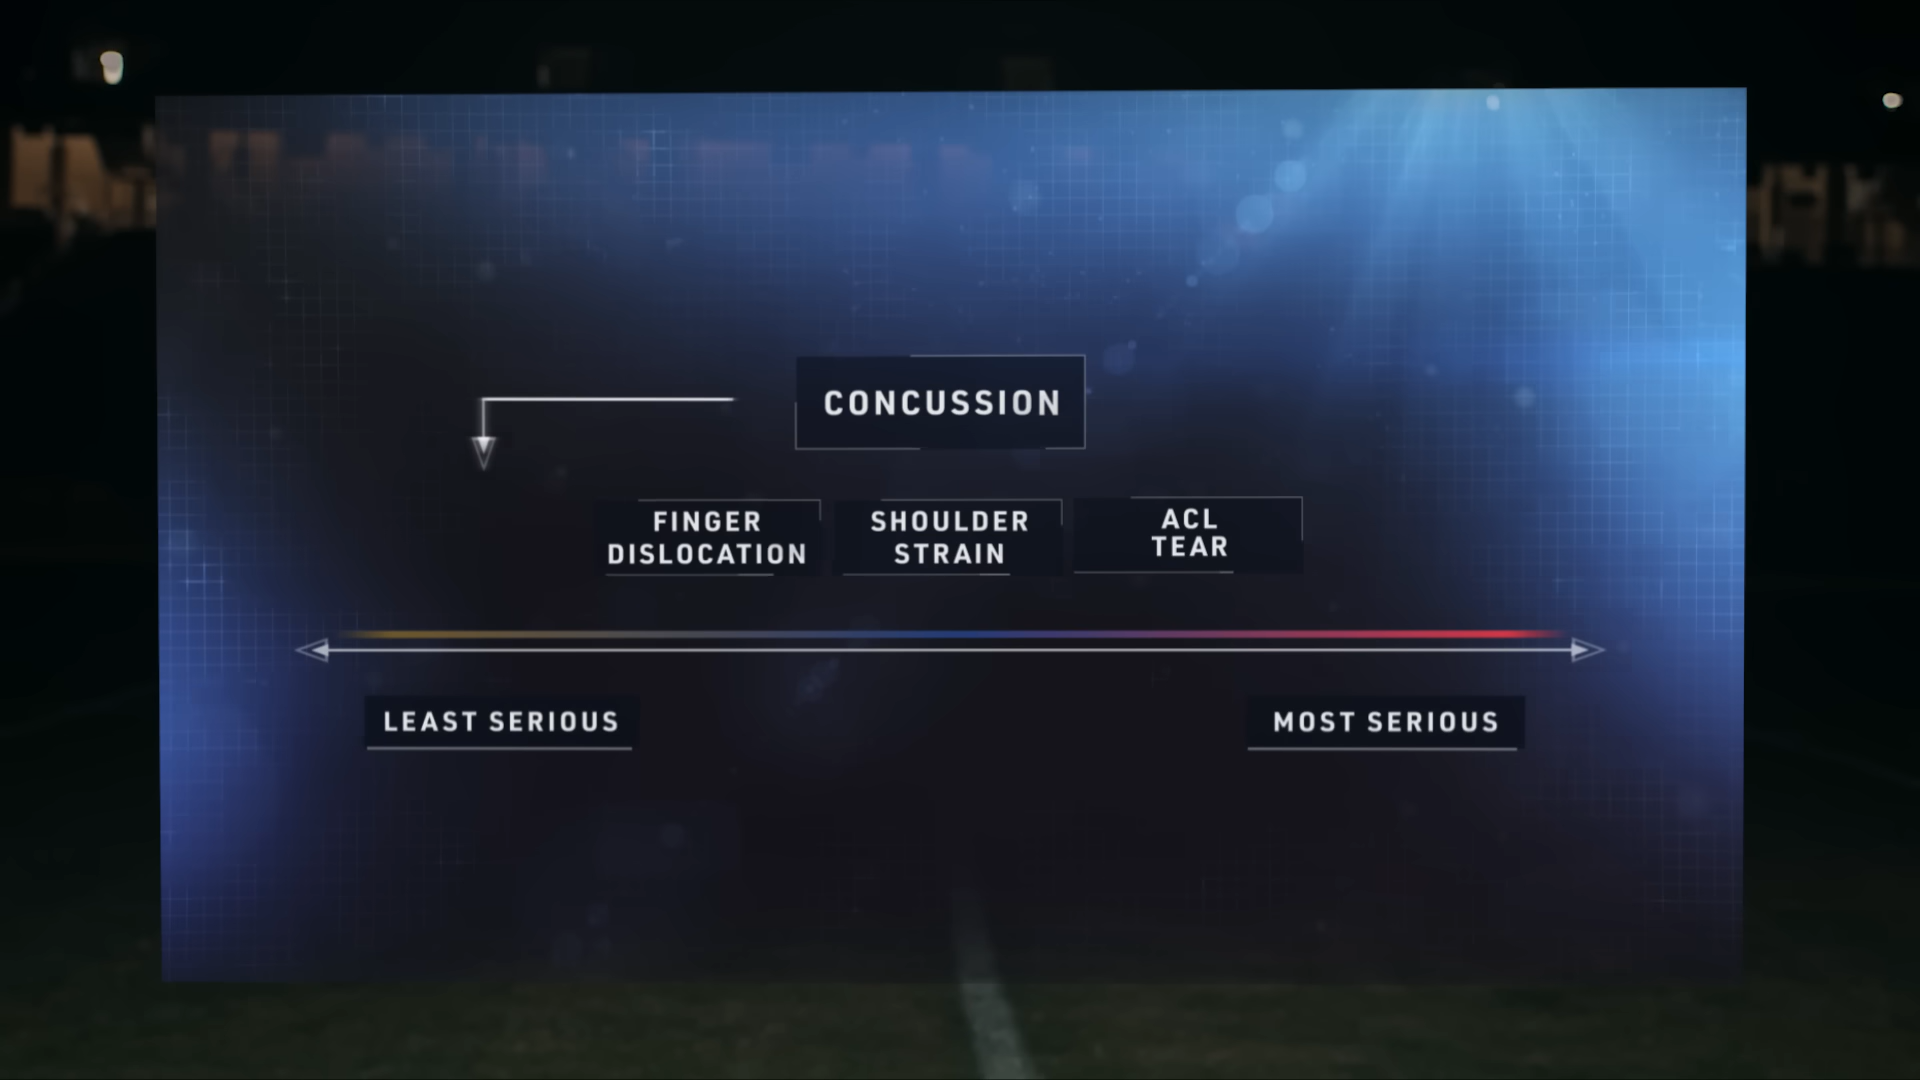 CONCUSSION
FINGER
DISLOCATION
SHOULDER
STRAIN
ACL
TEAR
LEAST SERIOUS
MOST SERIOUS